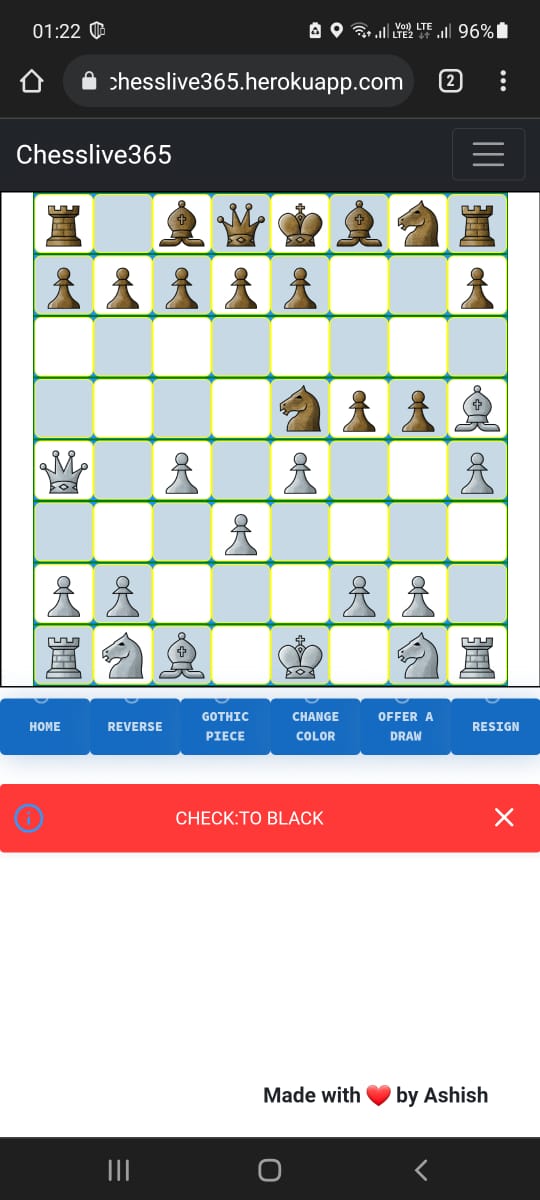 01:22
Vo)) LTE
LTE2
96%
chesslive365.herokuapp.com
2
Chesslive365
HOME
REVERSE
GOTHIC
PIECE
CHANGE
COLOR
OFFER A
DRAW
RESIGN
CHECK:TO BLACK
Made with ❤️ by Ashish